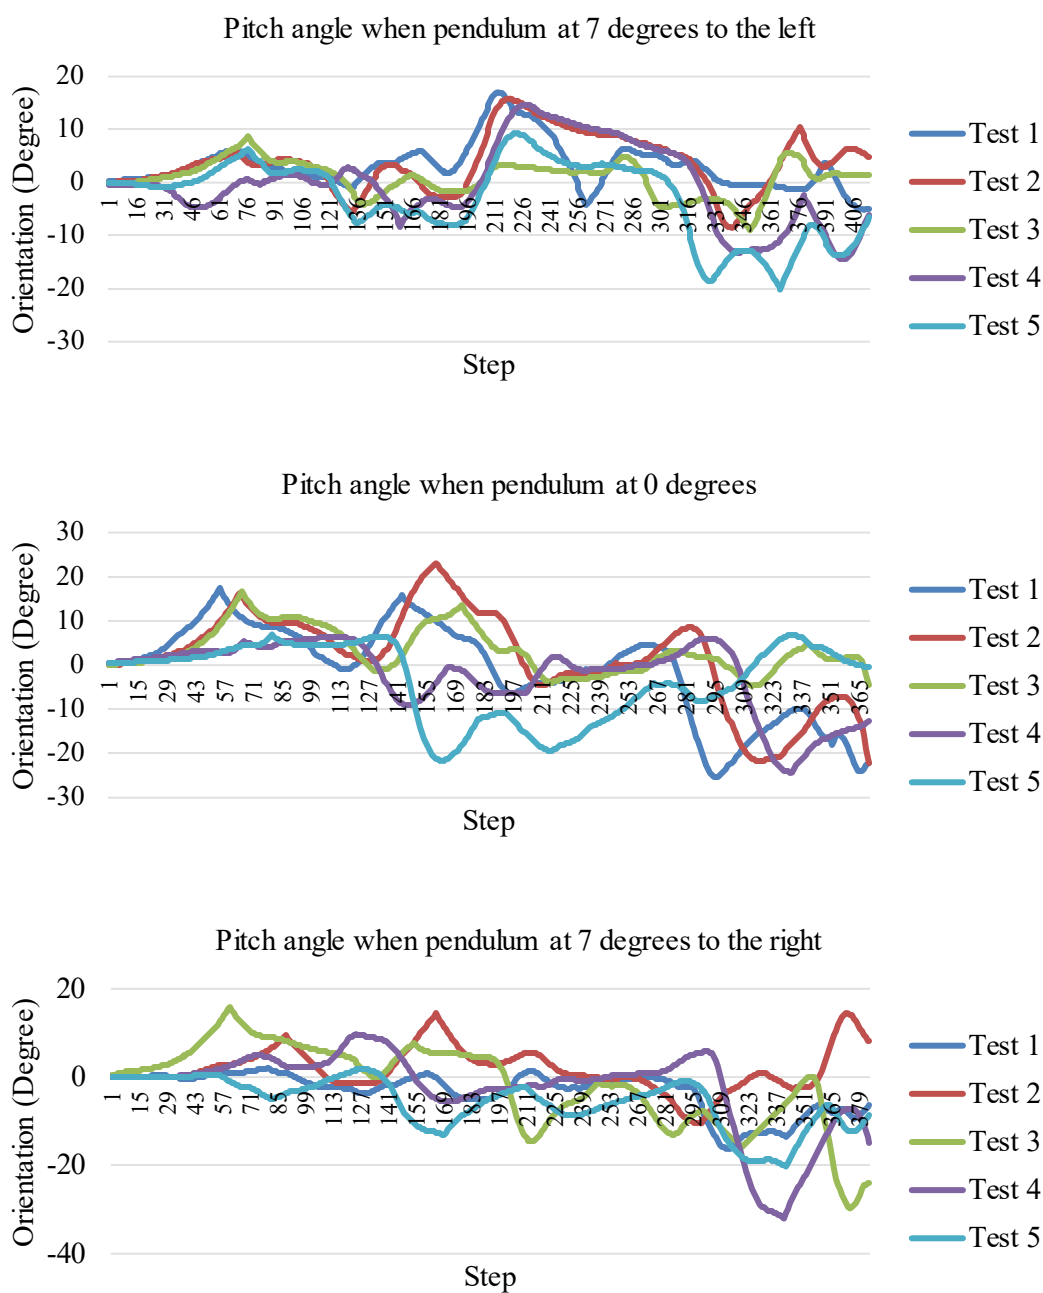 Pitch angle when pendulum at 7 degrees to the left
Orientation (Degree)
20
10
0
-10
-20
-30
1 16 31 46 61 76 91 106 121 136 151 166 181 196 211 226 241 256 271 286 301 316 331 346 361 376 391 406
Step
Test 1
Test 2
Test 3
Test 4
Test 5
Pitch angle when pendulum at 0 degrees
Orientation (Degree)
30
20
10
0
-10
-20
-30
1 15 29 43 57 71 85 99 113 127 141 155 169 183 197 211 225 239 253 267 281 295 309 323 337 351 365
Step
Test 1
Test 2
Test 3
Test 4
Test 5
Pitch angle when pendulum at 7 degrees to the right
Orientation (Degree)
20
0
-20
-40
1 15 29 43 57 71 85 99 113 127 141 155 169 183 197 211 225 239 253 267 281 295 309 323 337 351 365 379
Step
Test 1
Test 2
Test 3
Test 4
Test 5